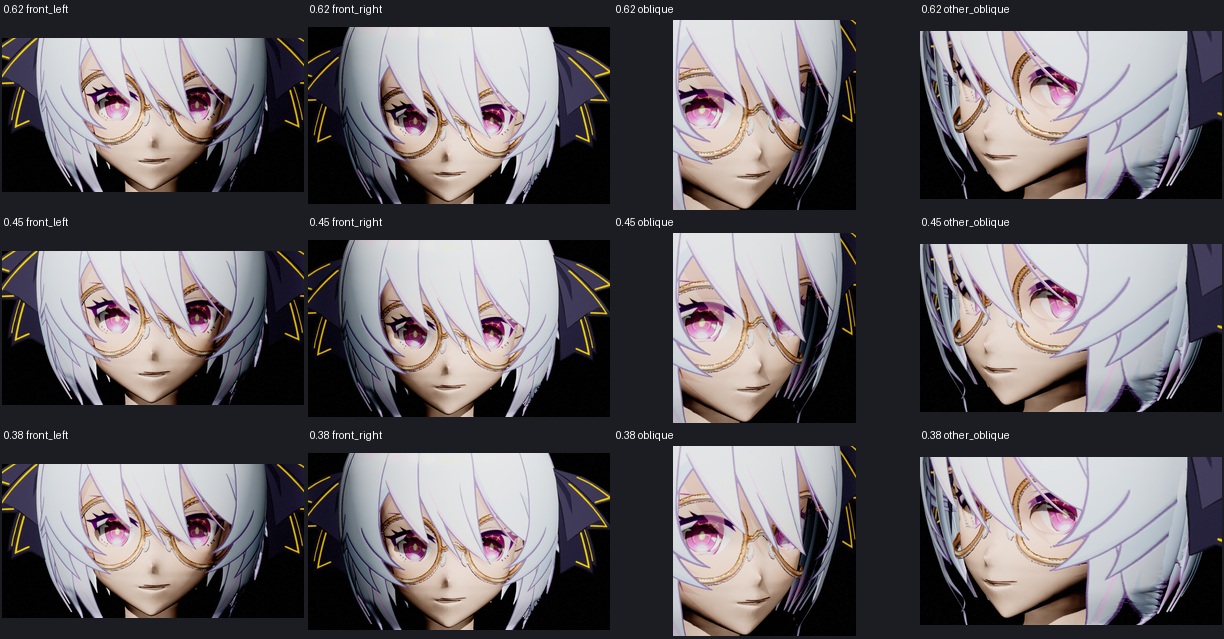 0.62 front_left
0.62 front_right
0.62 oblique
0.62 other_oblique
0.45 front_left
0.45 front_right
0.45 oblique
0.45 other_oblique
0.38 front_left
0.38 front_right
0.38 oblique
0.38 other_oblique